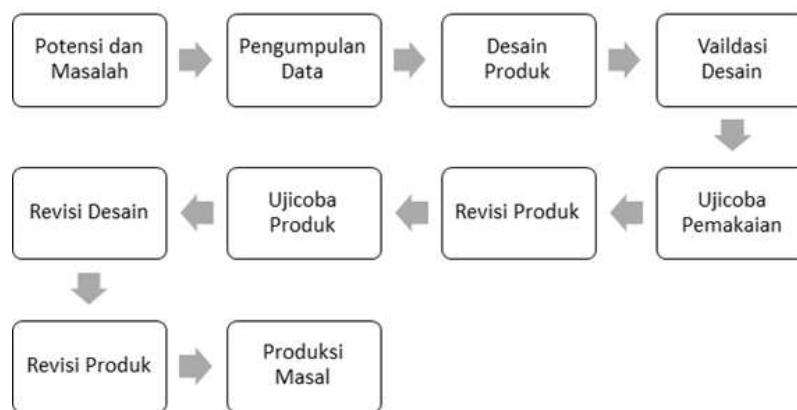 Potensi dan
Masalah
Pengumpulan
Data
Desain
Produk
Vaildasi
Desain
Ujicoba
Pemakaian
Revisi Produk
Ujicoba
Produk
Revisi Desain
Revisi Produk
Produksi
Masal